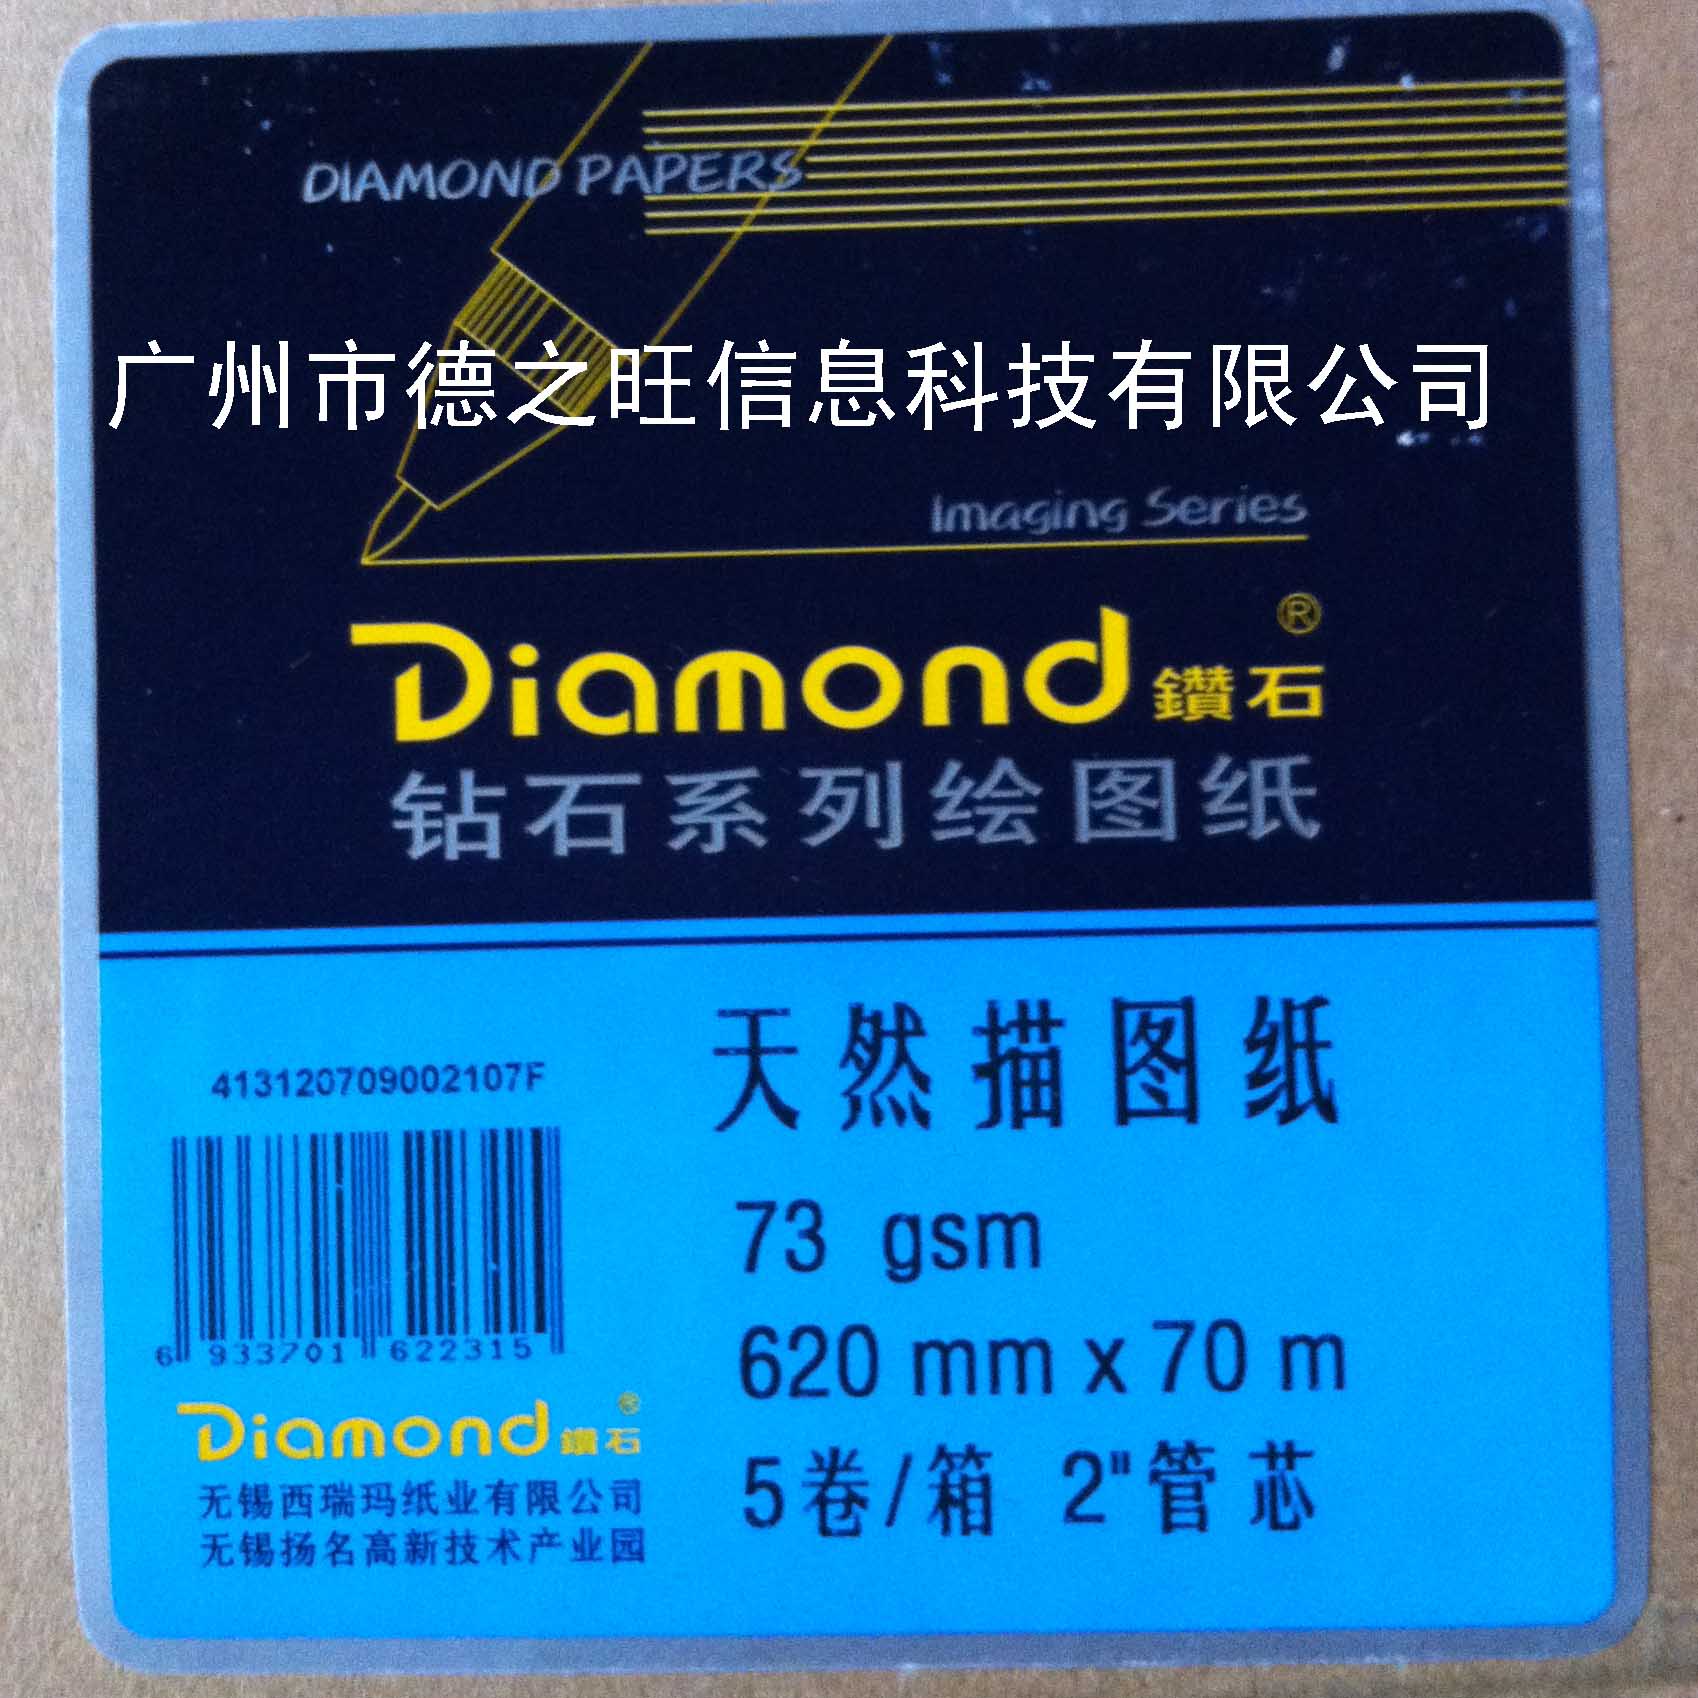 DIAMOND PAPERS
广州市德之旺信息科技有限公司
Imaging Series
Diamond鑽石®
钻石系列绘图纸
天然描图纸
413120709002107F
73 gsm
620 mm x 70 m
5卷/箱 2"管芯
6 933701 622315
Diamond鑽石®
无锡西瑞玛纸业有限公司
无锡扬名高新技术产业园